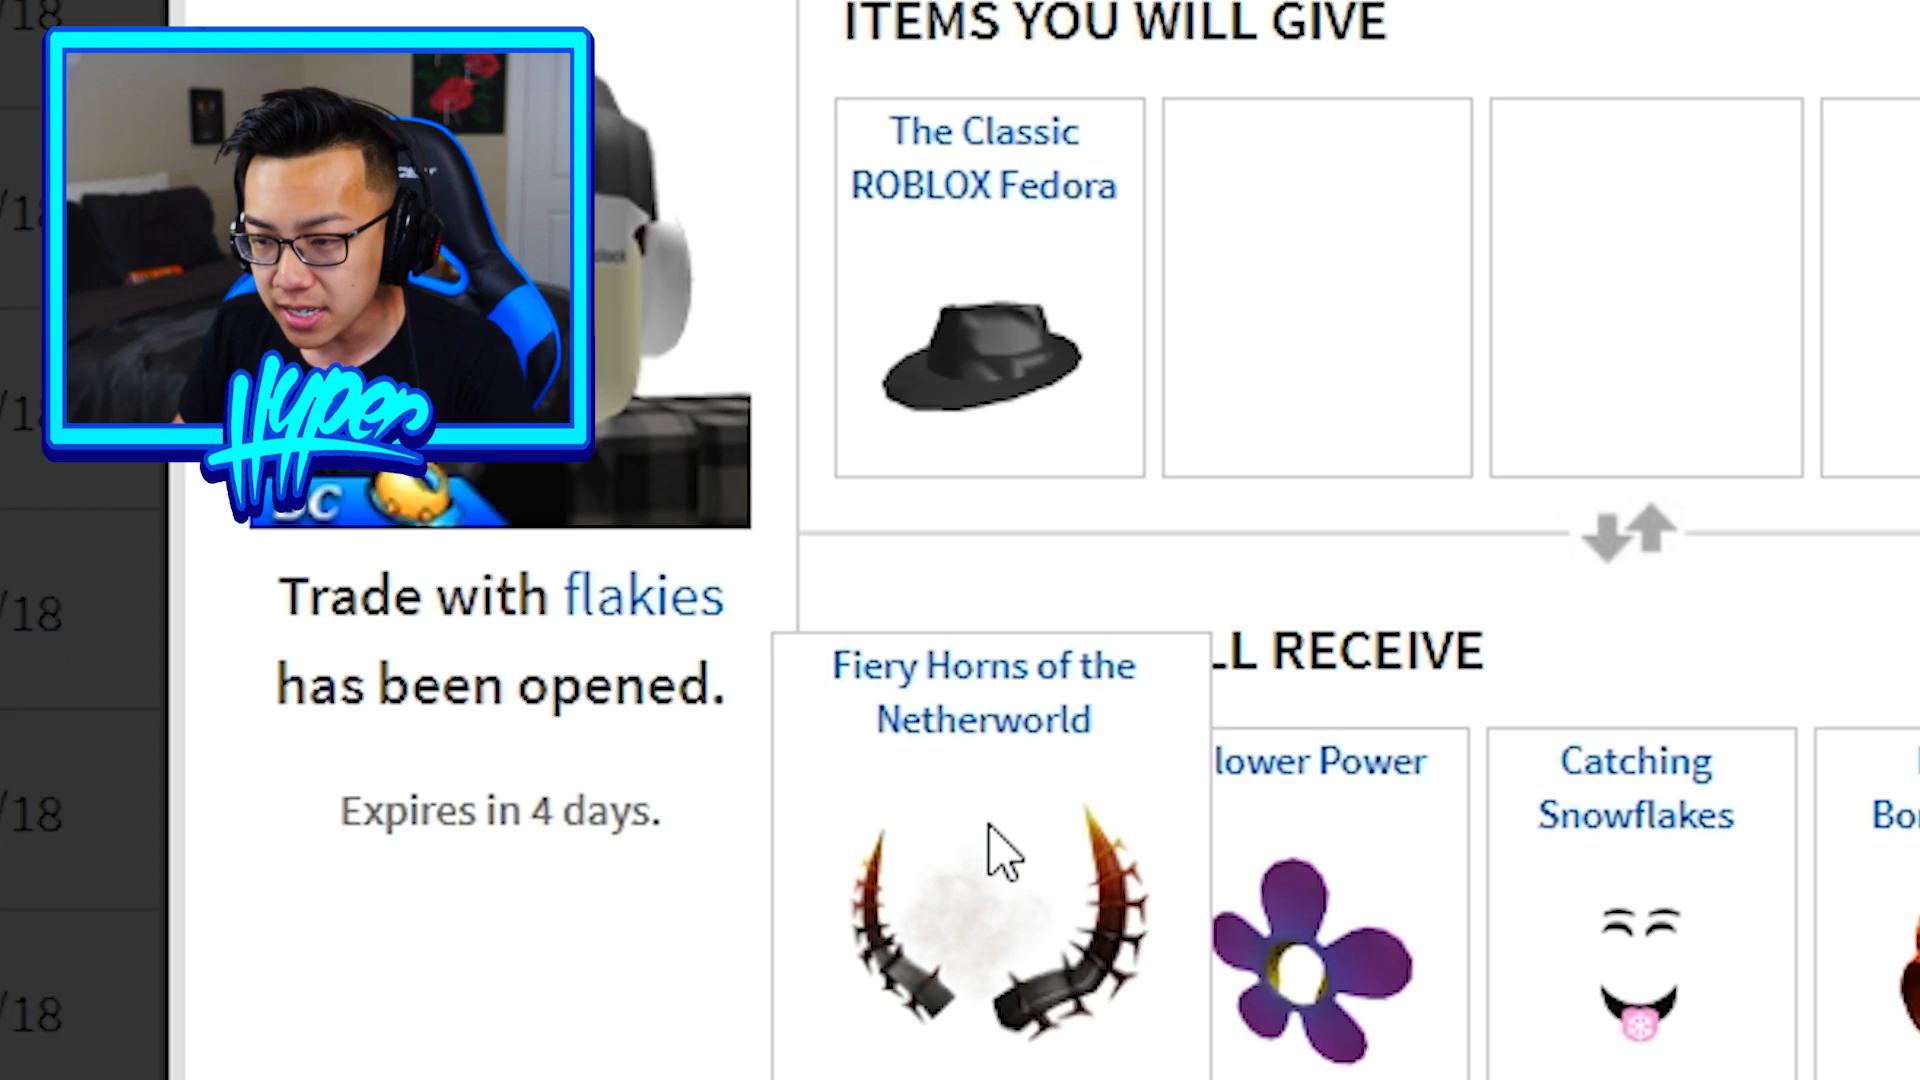 ITEMS YOU WILL GIVE
The Classic
ROBLOX Fedora
Hyper
Trade with flakies
has been opened.
Expires in 4 days.
LL RECEIVE
Fiery Horns of the
Netherworld
lower Power
Catching
Snowflakes
/18
/18
/18